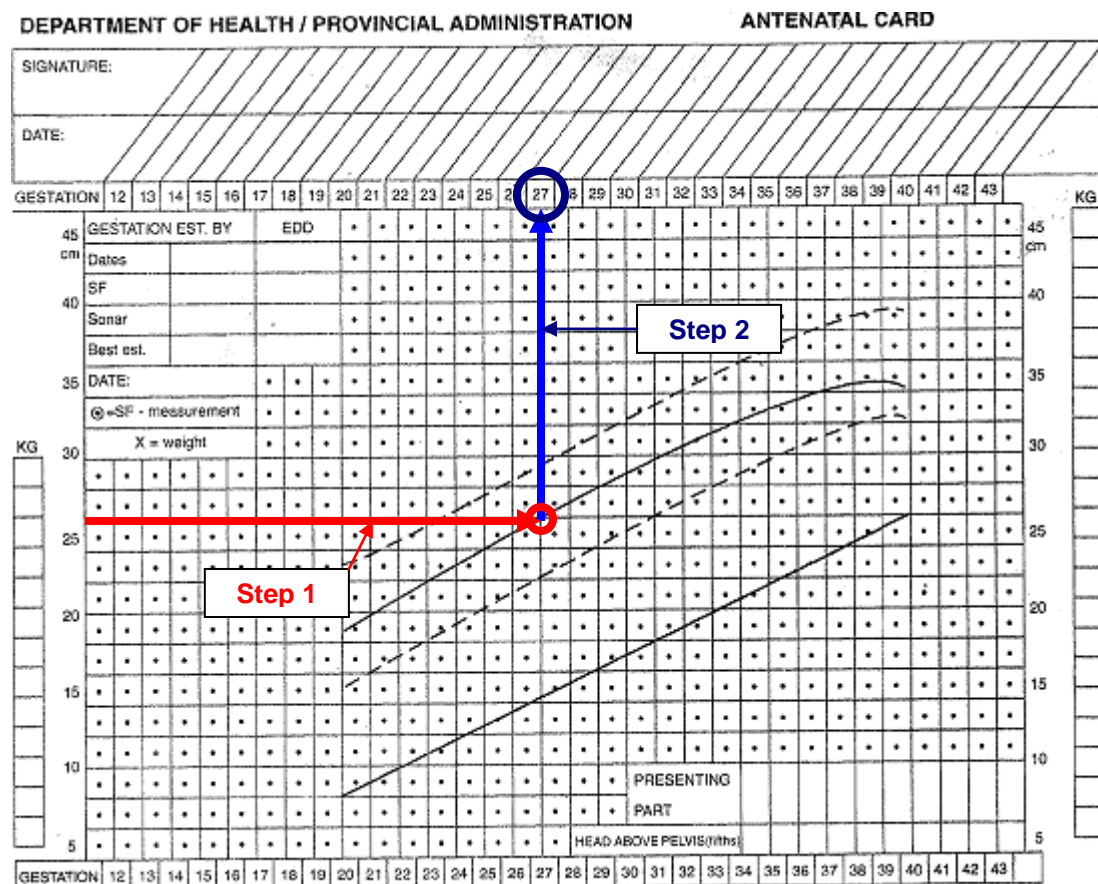 DEPARTMENT OF HEALTH / PROVINCIAL ADMINISTRATION ANTENATAL CARD
SIGNATURE:
DATE:
GESTATION 12 13 14 15 16 17 18 19 20 21 22 23 24 25 2 27 8 29 30 31 32 33 34 35 36 37 38 39 40 41 42 43
KG
45 GESTATION EST. BY EDD 45
cm Dates cm
SF
40 Sonar 40
Best est.
Step 2
35 DATE: 35
⊙=SF - measurement
X = weight
KG 30 30
25 25
Step 1
20 20
15 15
10 10
PRESENTING
PART
5 HEAD ABOVE PELVIS(fifths) 5
GESTATION 12 13 14 15 16 17 18 19 20 21 22 23 24 25 26 27 28 29 30 31 32 33 34 35 36 37 38 39 40 41 42 43